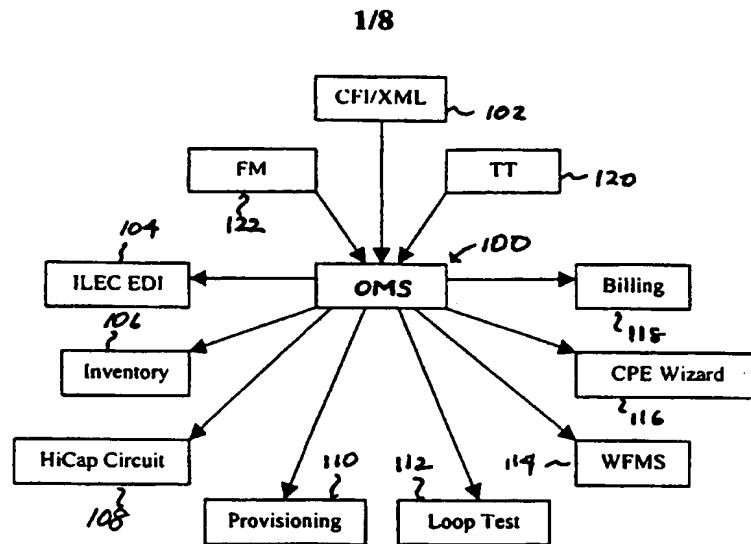 1/8
CFI/XML
102
FM
TT
120
122
104
100
ILEC EDI
OMS
Billing
106
118
Inventory
CPE Wizard
116
HiCap Circuit
110
112
114
WFMS
108
Provisioning
Loop Test